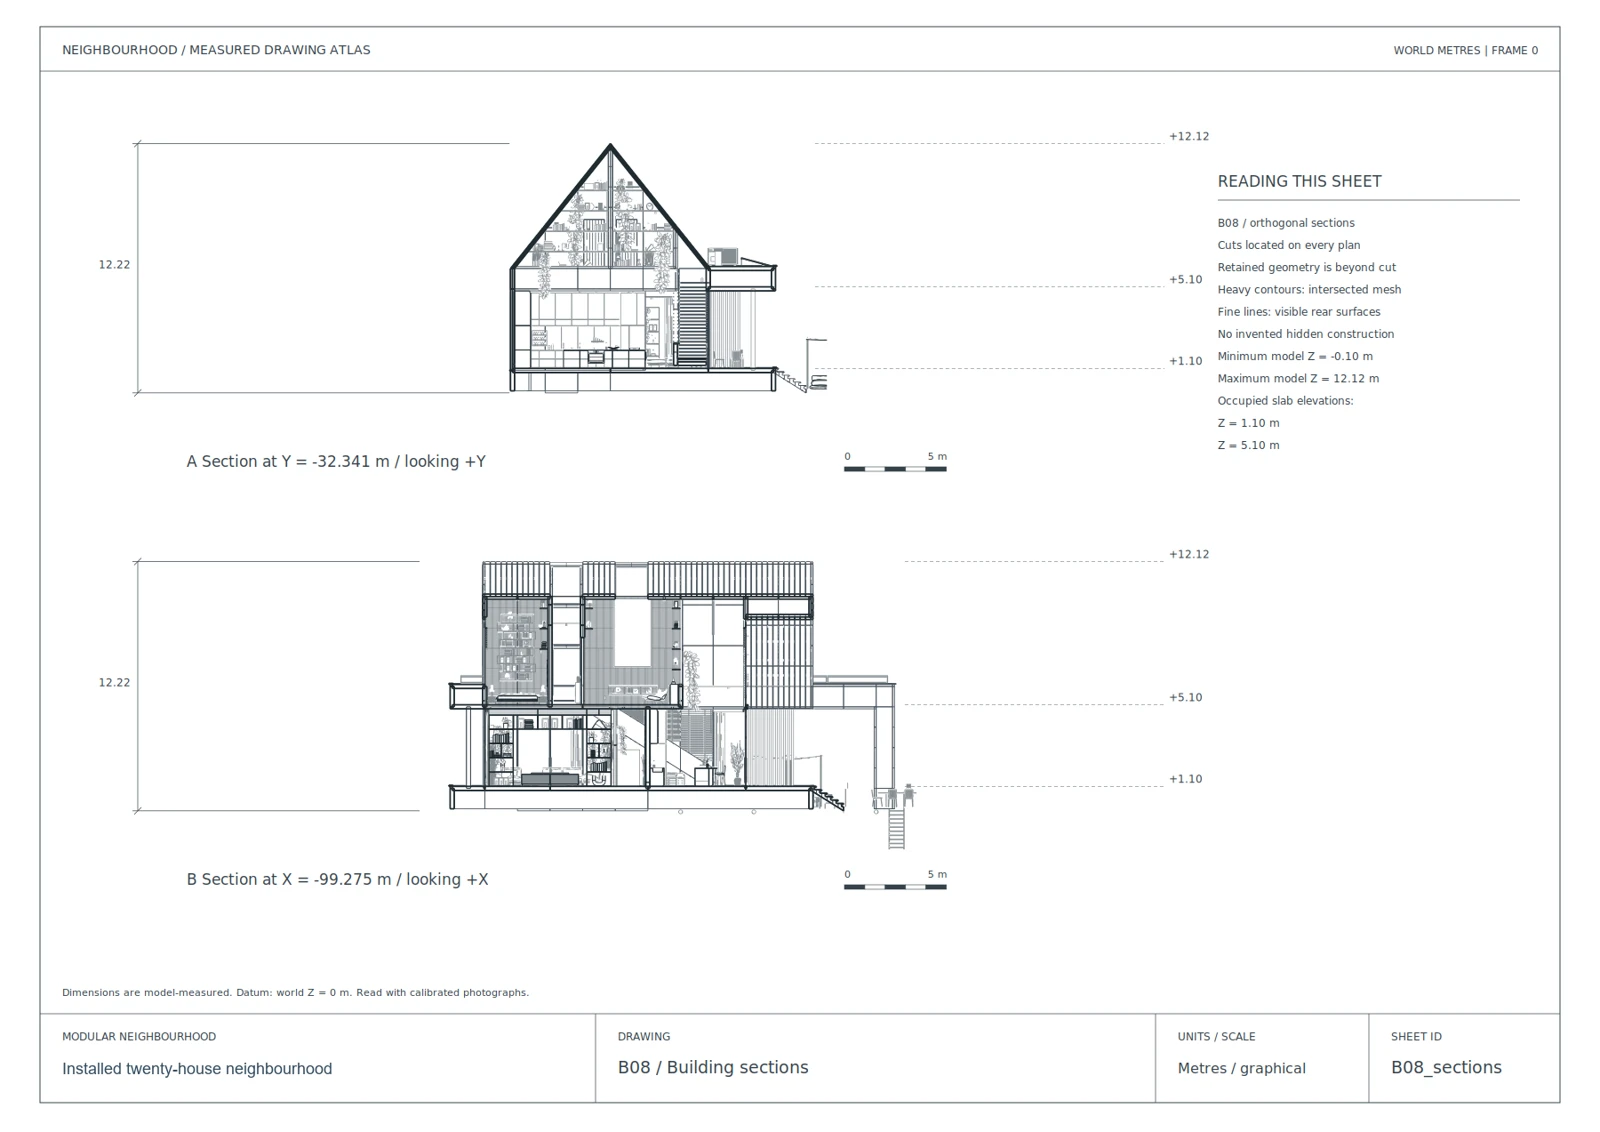 NEIGHBOURHOOD / MEASURED DRAWING ATLAS
WORLD METRES | FRAME 0
+12.12
12.22
+5.10
+1.10
A Section at Y = -32.341 m / looking +Y
0 5 m
READING THIS SHEET
B08 / orthogonal sections
Cuts located on every plan
Retained geometry is beyond cut
Heavy contours: intersected mesh
Fine lines: visible rear surfaces
No invented hidden construction
Minimum model Z = -0.10 m
Maximum model Z = 12.12 m
Occupied slab elevations:
Z = 1.10 m
Z = 5.10 m
+12.12
12.22
+5.10
+1.10
B Section at X = -99.275 m / looking +X
0 5 m
Dimensions are model-measured. Datum: world Z = 0 m. Read with calibrated photographs.
MODULAR NEIGHBOURHOOD
Installed twenty-house neighbourhood
DRAWING
B08 / Building sections
UNITS / SCALE
Metres / graphical
SHEET ID
B08_sections